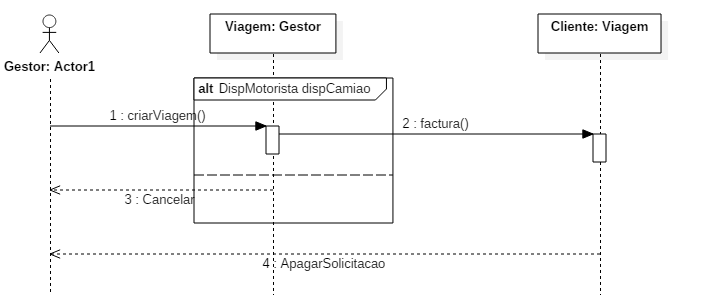 Gestor: Actor1
Viagem: Gestor
Cliente: Viagem
alt DispMotorista dispCamiao
1 : criarViagem()
2 : factura()
3 : Cancelar
4 : ApagarSolicitacao